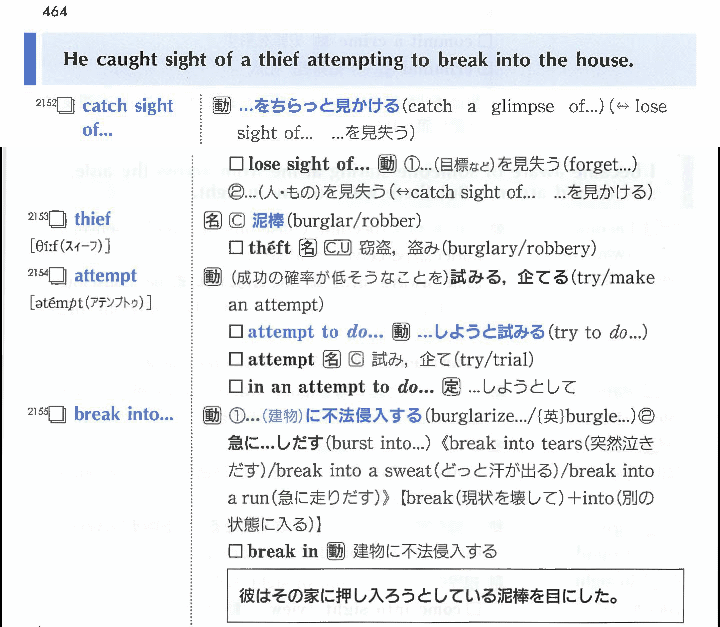 464
He caught sight of a thief attempting to break into the house.
2152□ catch sight of...
動 …をちらっと見かける(catch a glimpse of...)(⇔ lose
sight of... …を見失う)
□ lose sight of... 動 ①…(目標など)を見失う(forget...)
②…(人・もの)を見失う(⇔catch sight of... …を見かける)
2153□ thief
[θíːf(スィーフ)]
名 C 泥棒(burglar/robber)
□ théft 名 C,U 窃盗，盗み(burglary/robbery)
2154□ attempt
[ətémpt(アテンプトゥ)]
動 (成功の確率が低そうなことを)試みる，企てる(try/make
an attempt)
□ attempt to do... 動 …しようと試みる(try to do...)
□ attempt 名 C 試み，企て(try/trial)
□ in an attempt to do... 定 …しようとして
2155□ break into...
動 ①…(建物)に不法侵入する(burglarize.../{英}burgle...)②
急に…しだす(burst into...)《break into tears(突然泣き
だす)/break into a sweat(どっと汗が出る)/break into
a run(急に走りだす)》【break(現状を壊して)+into(別の
状態に入る)】
□ break in 動 建物に不法侵入する
彼はその家に押し入ろうとしている泥棒を目にした。